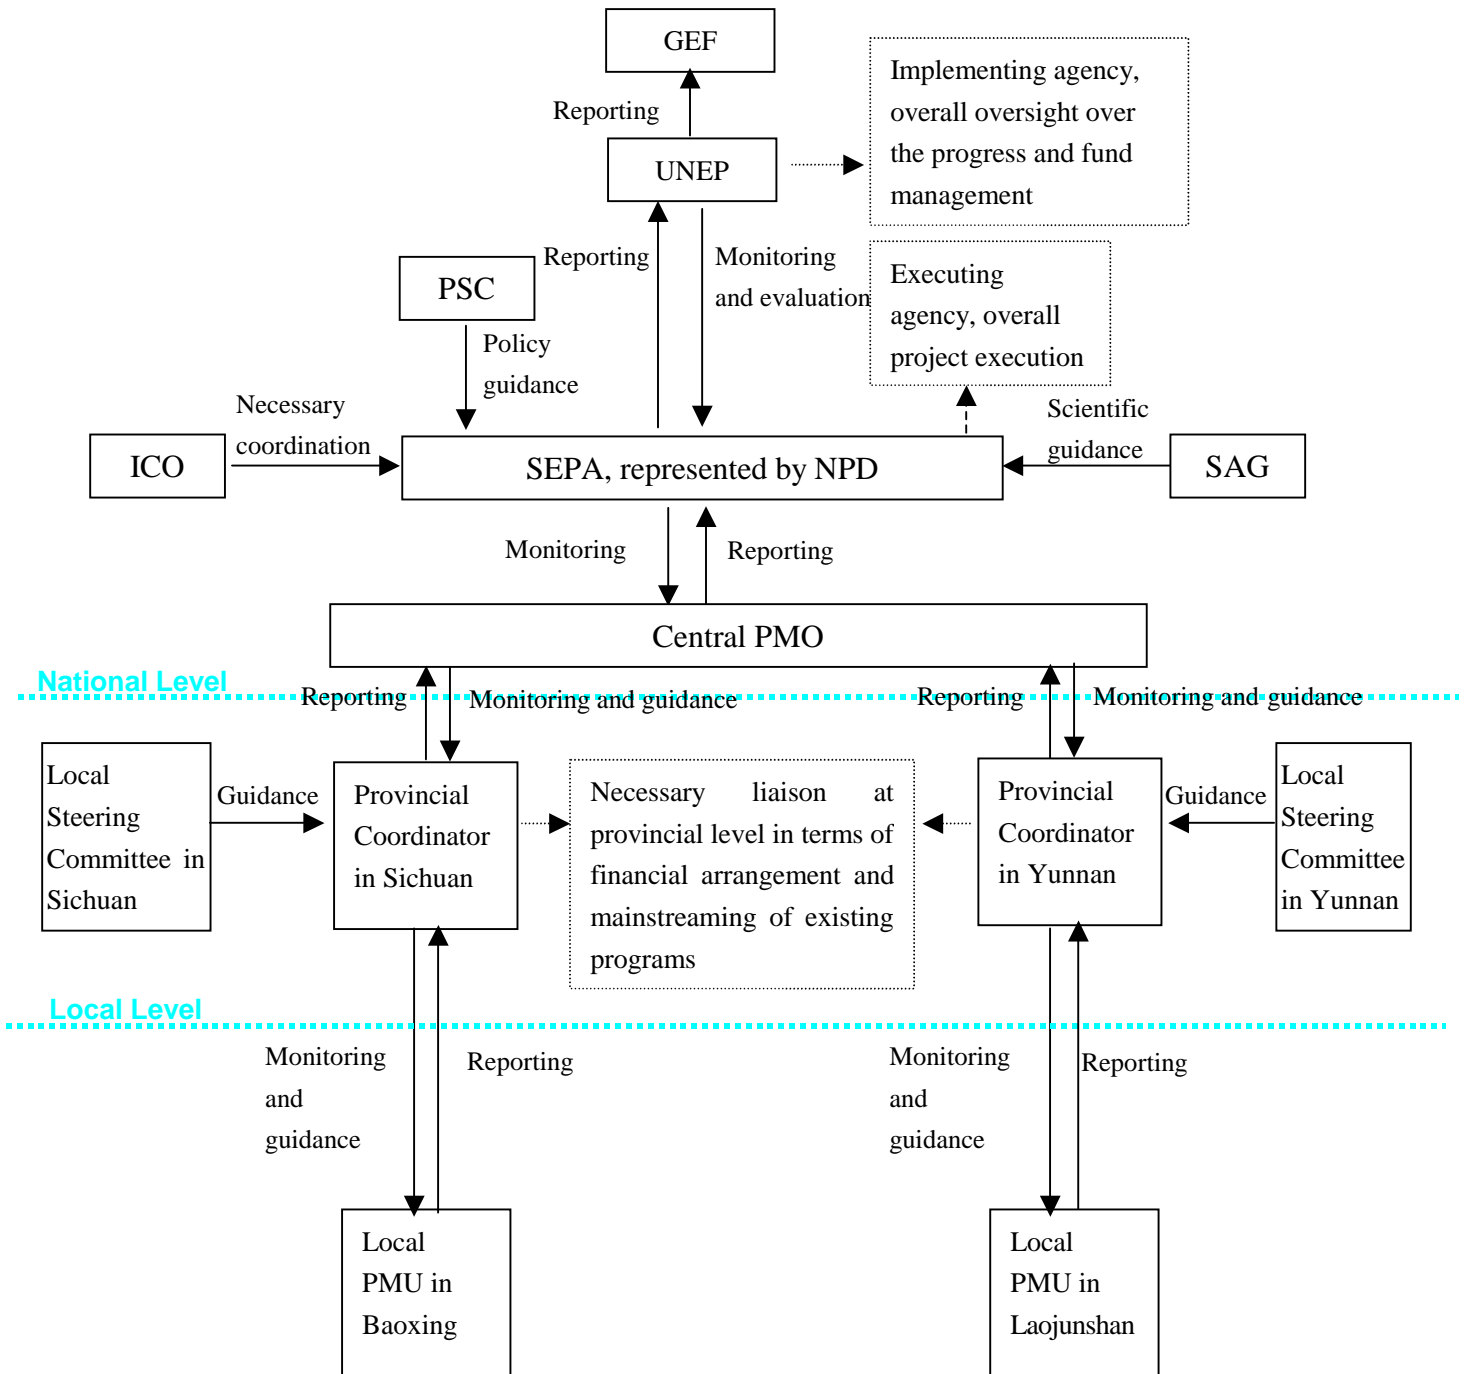 GEF
Implementing agency,
overall oversight over
the progress and fund
management
Reporting
UNEP
Reporting
Monitoring
and evaluation
Executing
agency, overall
project execution
PSC
Policy
guidance
Necessary
coordination
Scientific
guidance
ICO
SEPA, represented by NPD
SAG
Monitoring
Reporting
Central PMO
National Level
Reporting
Monitoring and guidance
Reporting
Monitoring and guidance
Local
Steering
Committee in
Sichuan
Guidance
Provincial
Coordinator
in Sichuan
Necessary liaison at
provincial level in terms of
financial arrangement and
mainstreaming of existing
programs
Provincial
Coordinator
in Yunnan
Guidance
Local
Steering
Committee
in Yunnan
Local Level
Monitoring
and
guidance
Reporting
Monitoring
and
guidance
Reporting
Local
PMU in
Baoxing
Local
PMU in
Laojunshan